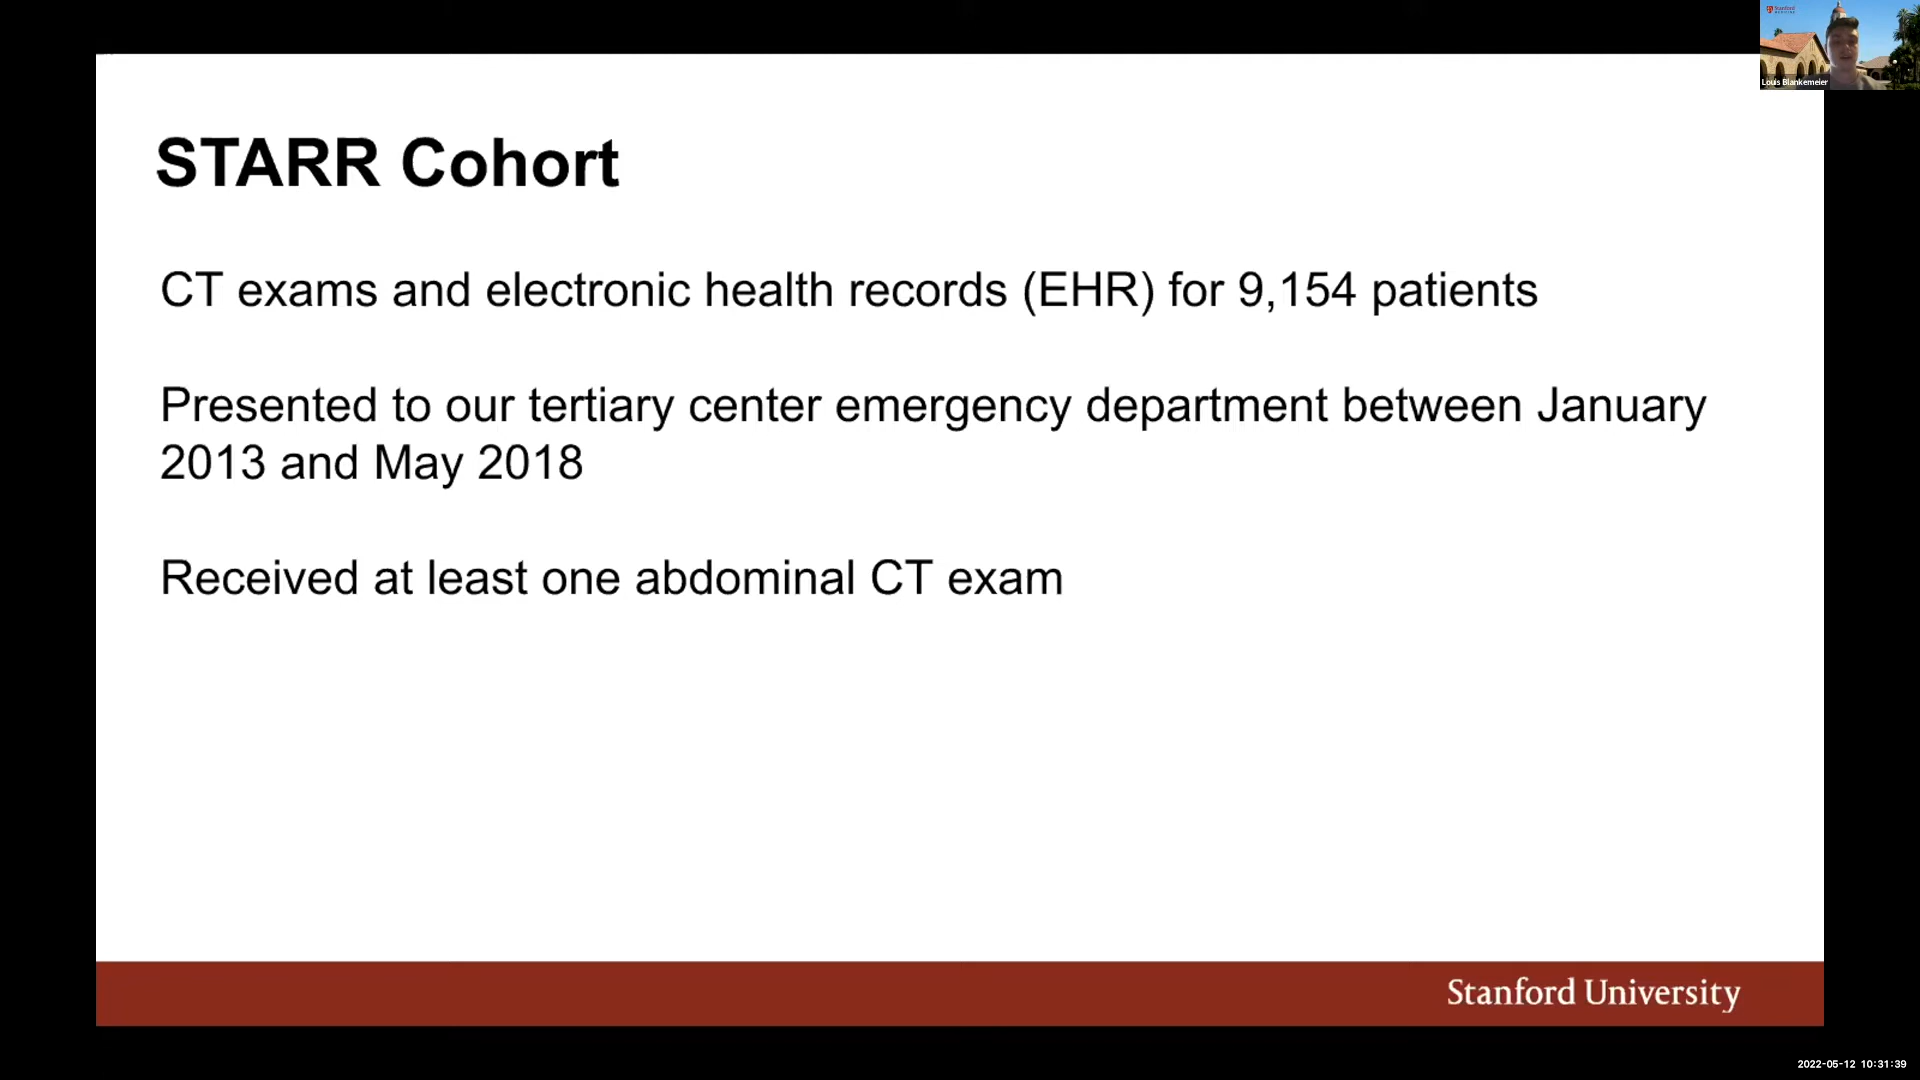 Stanford
Louis Blankemeier
STARR Cohort
CT exams and electronic health records (EHR) for 9,154 patients
Presented to our tertiary center emergency department between January
2013 and May 2018
Received at least one abdominal CT exam
Stanford University
2022-05-12 10:31:39